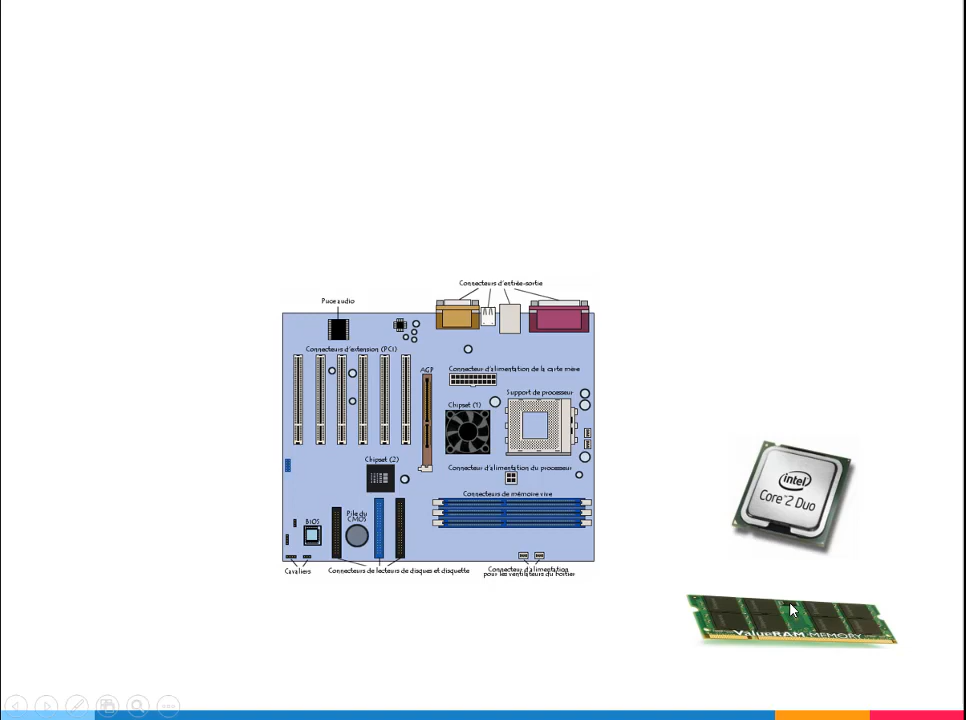 Connecteurs d'entrée-sortie
Puce audio
Connecteurs d'extension (PCI)
AGP
Connecteur d'alimentation de la carte mère
Support de processeur
Chipset (1)
Chipset (2)
Connecteur d'alimentation du processeur
Connecteurs de mémoire vive
BIOS
Pile du
CMOS
Cavaliers
Connecteurs de lecteurs de disques et disquette
Connecteur d'alimentation
pour les ventilateurs du boîtier
intel
Core™2 Duo
ValueRAM MEMORY